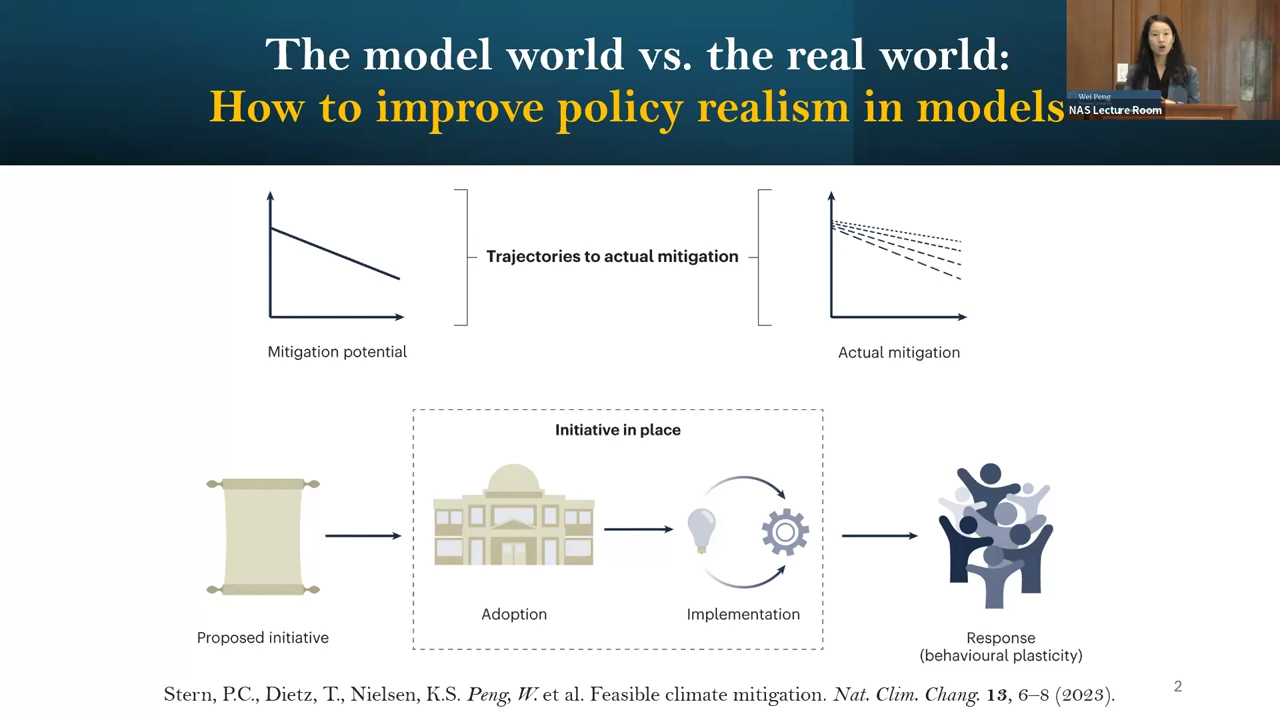 The model world vs. the real world:
How to improve policy realism in models
Wei Peng
NAS Lecture Room
Trajectories to actual mitigation
Mitigation potential
Actual mitigation
Initiative in place
Adoption
Implementation
Proposed initiative
Response
(behavioural plasticity)
Stern, P.C., Dietz, T., Nielsen, K.S. Peng, W. et al. Feasible climate mitigation. Nat. Clim. Chang. 13, 6–8 (2023).
2